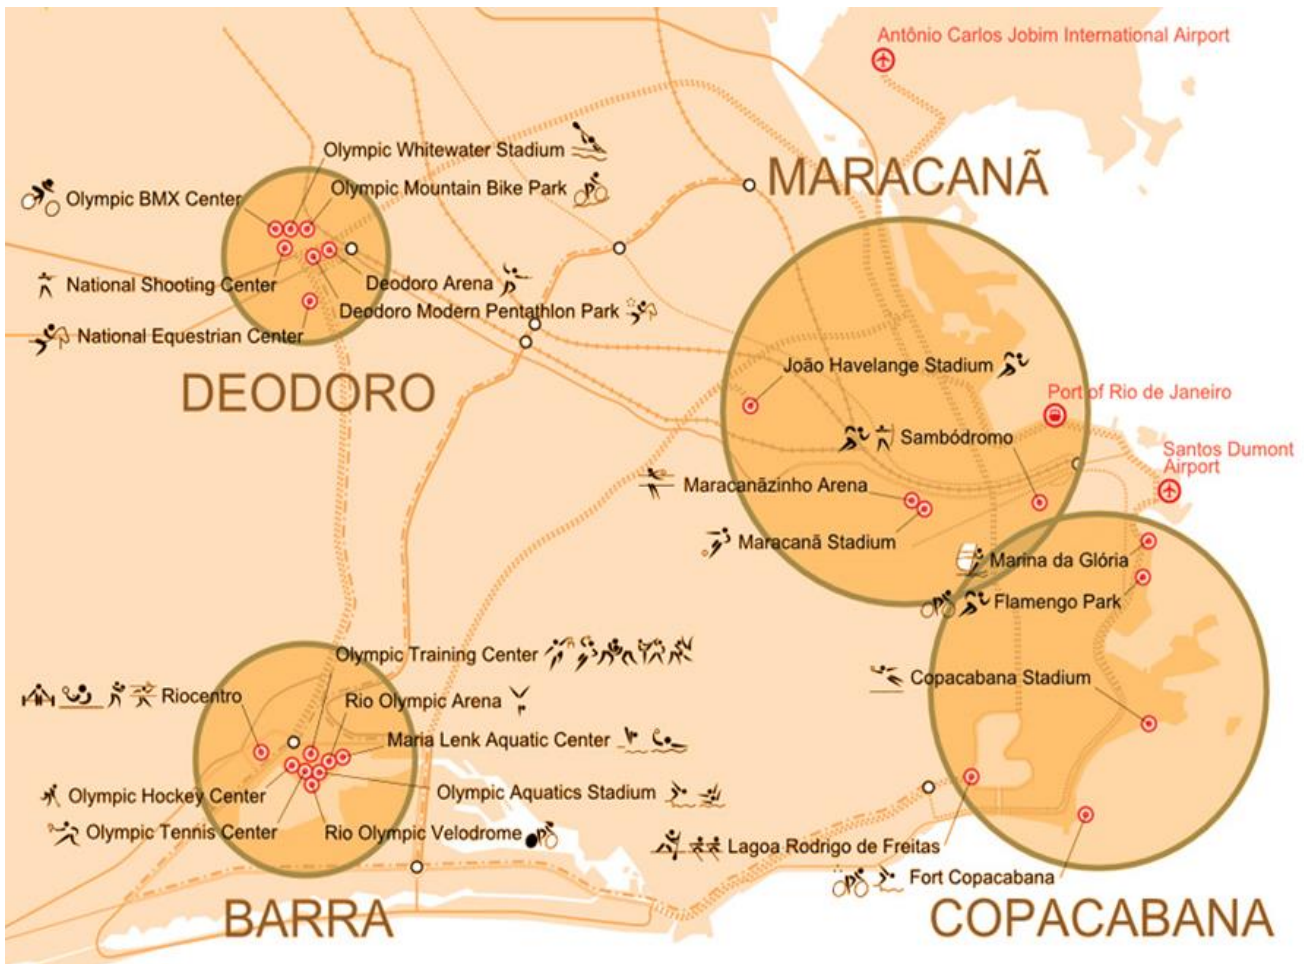 Antônio Carlos Jobim International Airport
MARACANÃ
Olympic Whitewater Stadium
Olympic Mountain Bike Park
Olympic BMX Center
National Shooting Center
Deodoro Arena
Deodoro Modern Pentathlon Park
National Equestrian Center
DEODORO
João Havelange Stadium
Port of Rio de Janeiro
Sambódromo
Santos Dumont
Airport
Maracanãzinho Arena
Maracanã Stadium
Marina da Glória
Flamengo Park
Olympic Training Center
Copacabana Stadium
Riocentro
Rio Olympic Arena
Maria Lenk Aquatic Center
Olympic Hockey Center
Olympic Aquatics Stadium
Olympic Tennis Center
Rio Olympic Velodrome
Lagoa Rodrigo de Freitas
Fort Copacabana
BARRA
COPACABANA